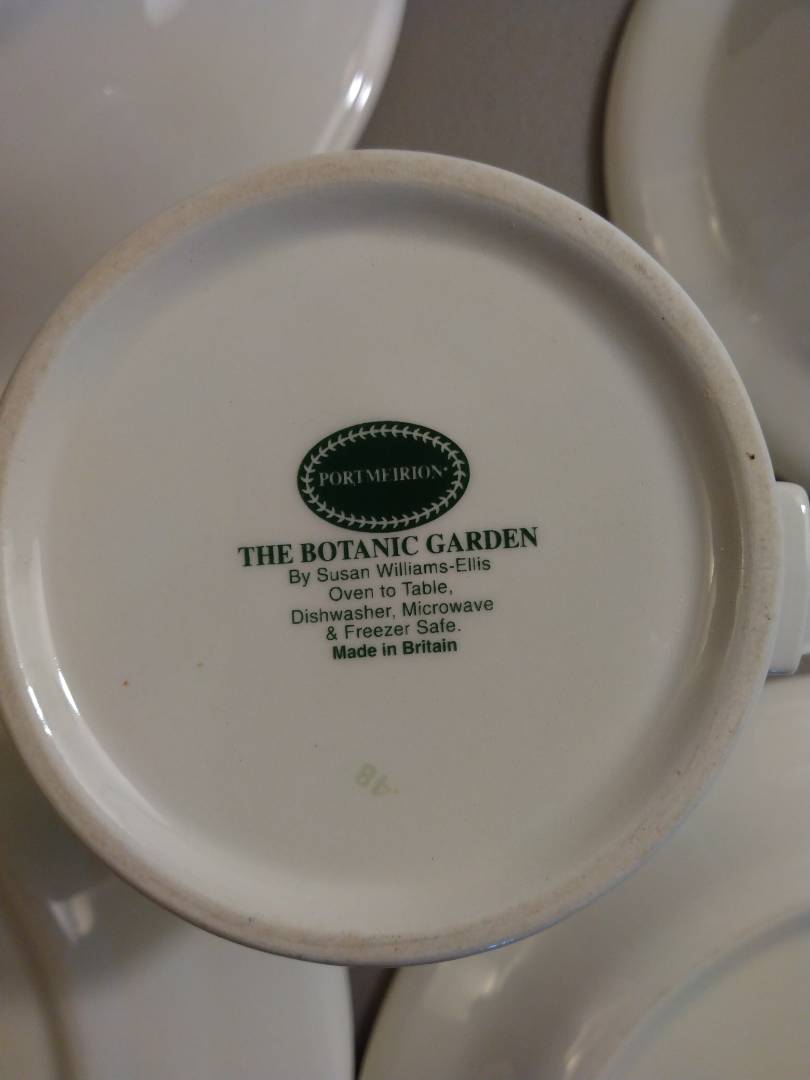 PORTMEIRION
THE BOTANIC GARDEN
By Susan Williams-Ellis
Oven to Table,
Dishwasher, Microwave
& Freezer Safe.
Made in Britain